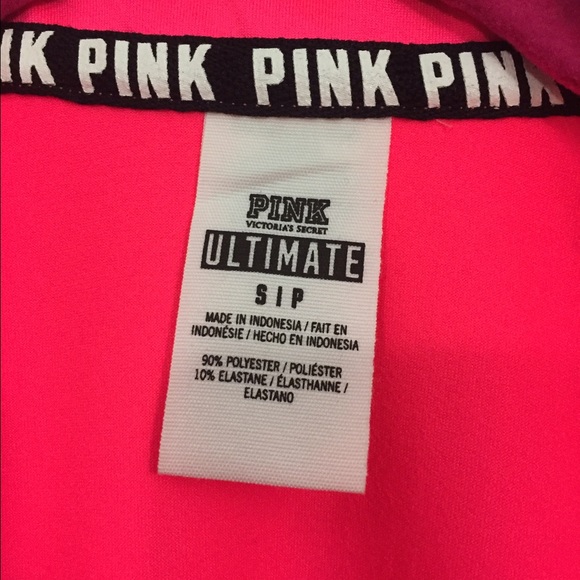 IK PINK PINK PINK
PINK
VICTORIA'S SECRET
ULTIMATE
S | P
MADE IN INDONESIA / FAIT EN
INDONÉSIE / HECHO EN INDONESIA
90% POLYESTER / POLIÉSTER
10% ELASTANE / ÉLASTHANNE /
ELASTANO